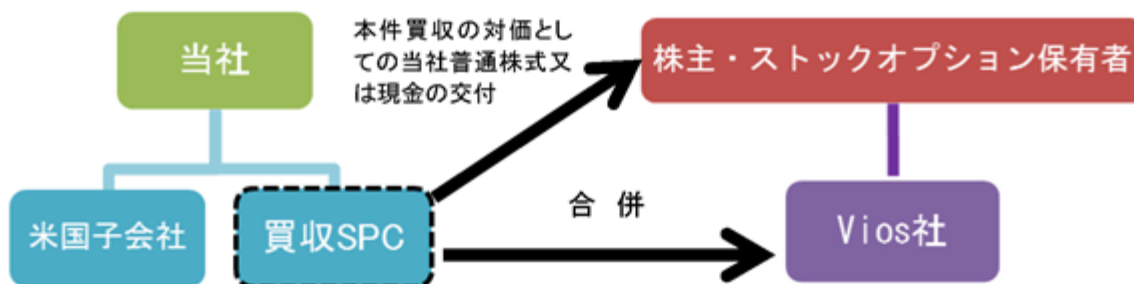 当社
本件買収の対価とし
ての当社普通株式又
は現金の交付
株主・ストックオプション保有者
米国子会社
買収SPC
合 併
Vios社